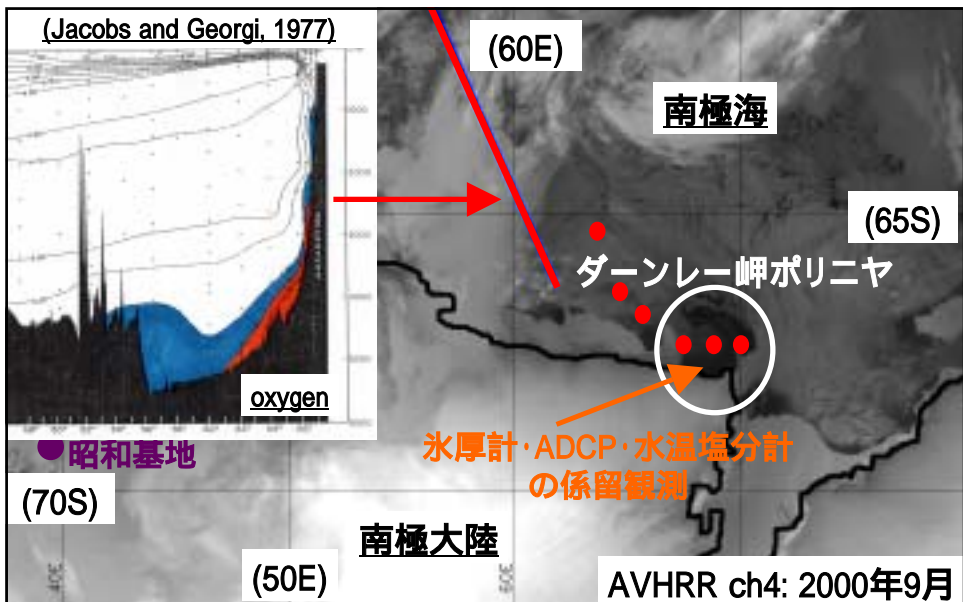 (Jacobs and Georgi, 1977)
oxygen
(60E)
南極海
(65S)
ダーンレー岬ポリニヤ
氷厚計・ADCP・水温塩分計
の係留観測
昭和基地
(70S)
南極大陸
(50E)
40E
60E
AVHRR ch4: 2000年9月